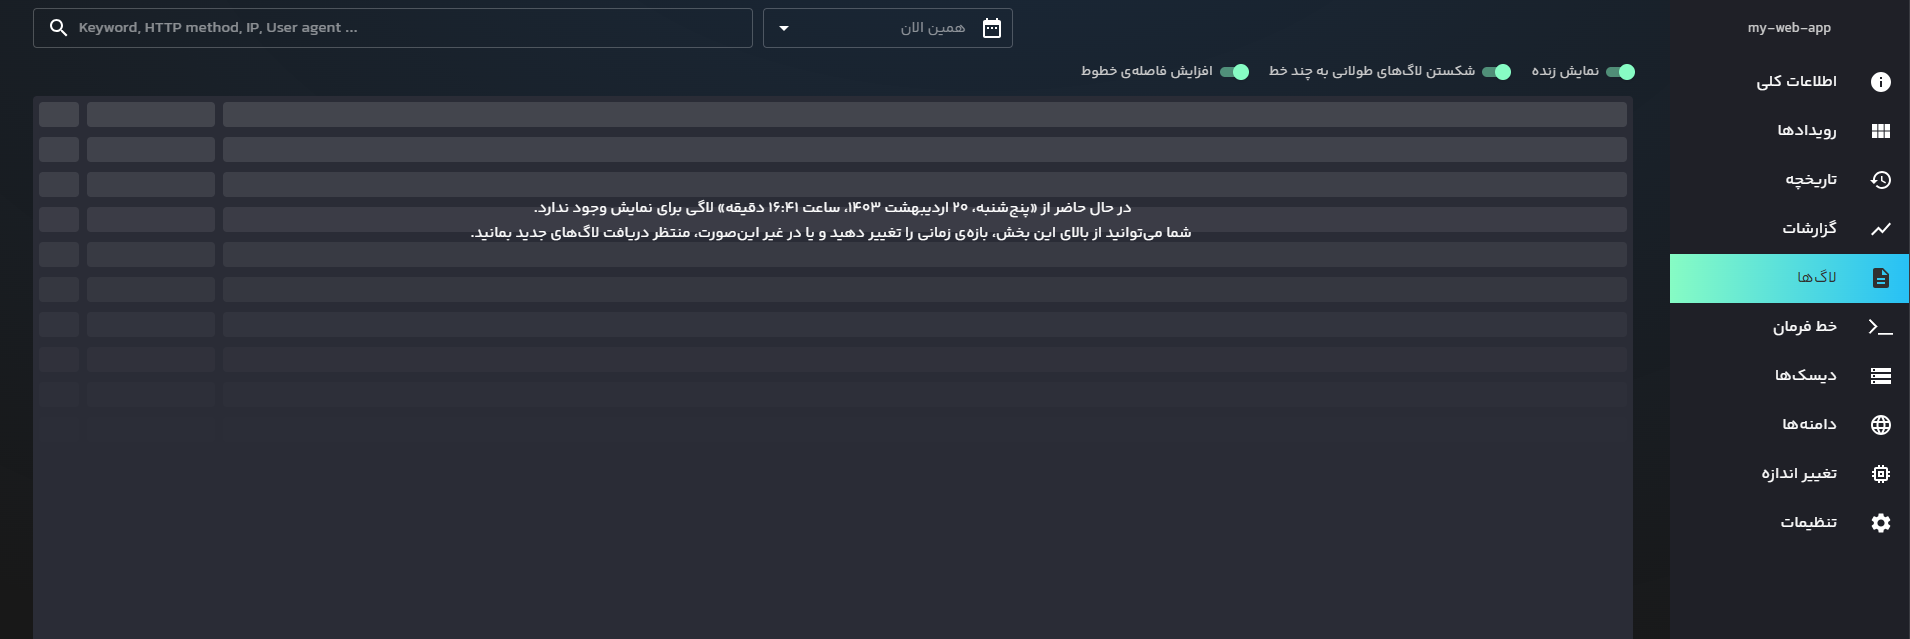 my-web-app
اطلاعات کلی
رویدادها
تاریخچه
گزارشات
لاگ‌ها
خط فرمان
دیسک‌ها
دامنه‌ها
تغییر اندازه
تنظیمات
همین الان
Keyword, HTTP method, IP, User agent ...
نمایش زنده
شکستن لاگ‌های طولانی به چند خط
افزایش فاصله‌ی خطوط
در حال حاضر از «پنج‌شنبه، ۲۰ اردیبهشت ۱۴۰۳، ساعت ۱۶:۴۱ دقیقه» لاگی برای نمایش وجود ندارد.
شما می‌توانید از بالای این بخش، بازه‌ی زمانی را تغییر دهید و یا در غیر این‌صورت، منتظر دریافت لاگ‌های جدید بمانید.